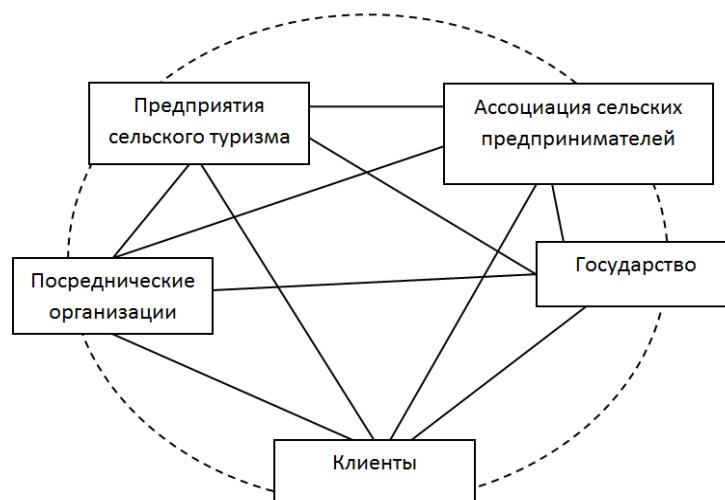 Предприятия
сельского туризма
Ассоциация сельских
предпринимателей
Посреднические
организации
Государство
Клиенты